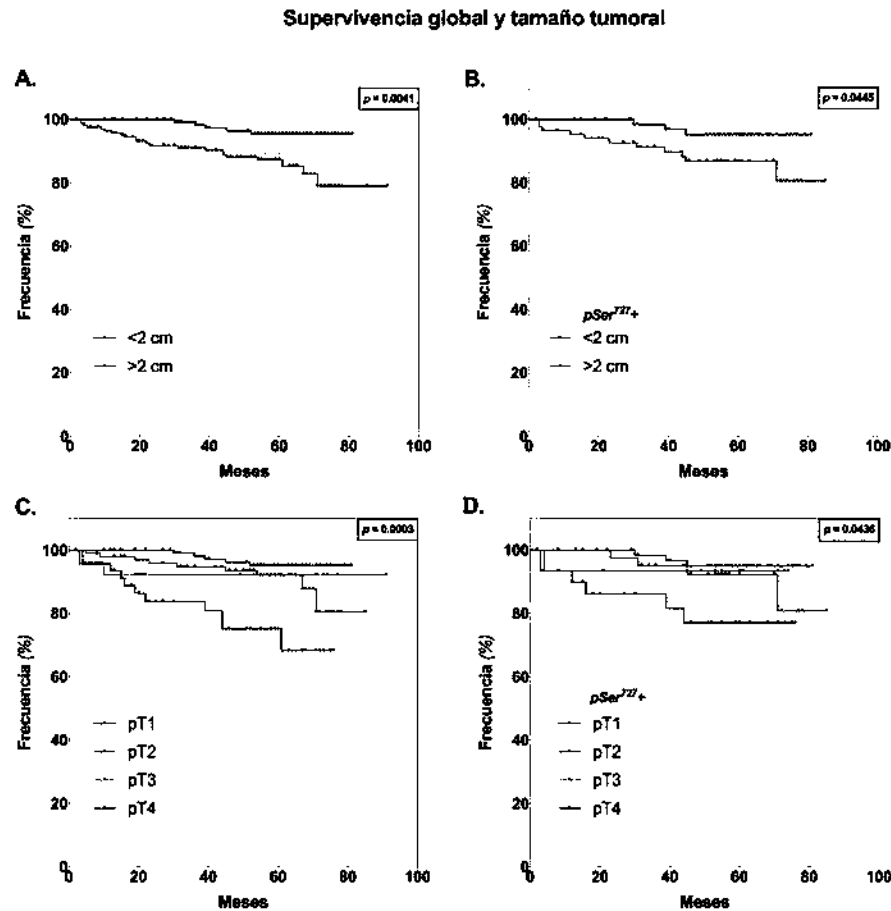 Supervivencia global y tamaño tumoral
A.
p = 0.0041
Frecuencia (%)
100
80
60
40
20
0
<2 cm
>2 cm
0 20 40 60 80 100
Meses
B.
p = 0.0445
Frecuencia (%)
100
80
60
40
20
0
pSer727+
<2 cm
>2 cm
0 20 40 60 80 100
Meses
C.
p = 0.0003
Frecuencia (%)
100
80
60
40
20
0
pT1
pT2
pT3
pT4
0 20 40 60 80 100
Meses
D.
p = 0.0436
Frecuencia (%)
100
80
60
40
20
0
pSer727+
pT1
pT2
pT3
pT4
0 20 40 60 80 100
Meses